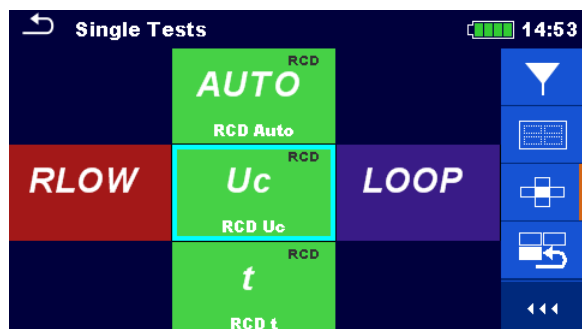 Single Tests 14:53
RCD
AUTO
RCD Auto
RLOW
RCD
Uc
RCD Uc
LOOP
RCD
t
RCD t